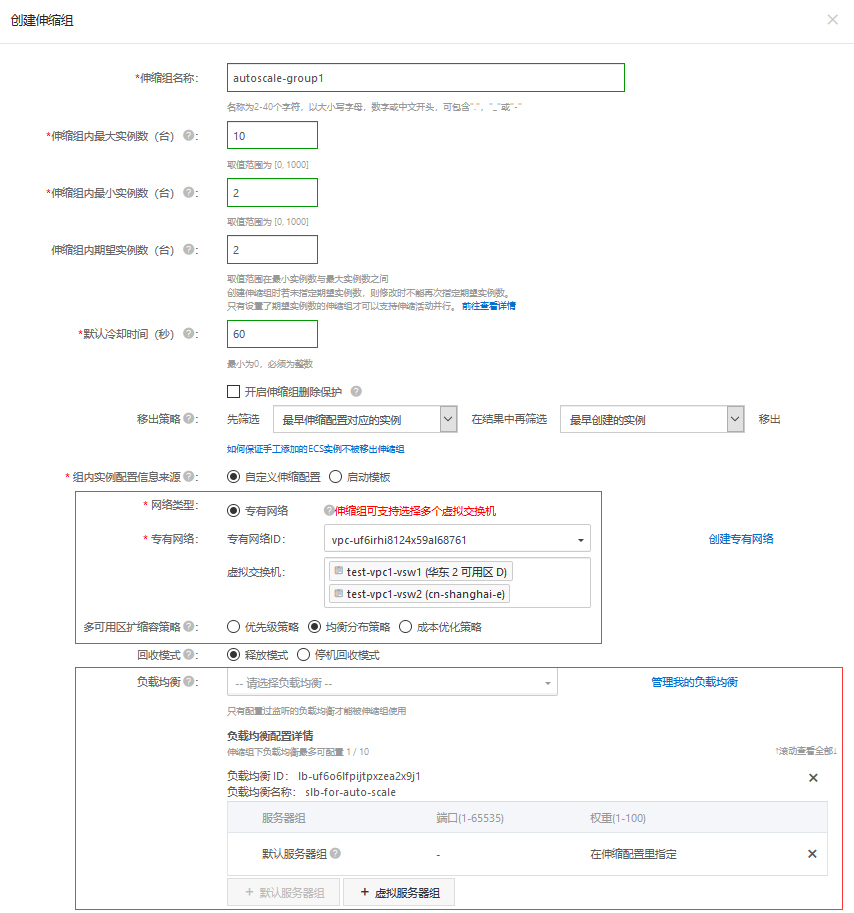 创建伸缩组
*伸缩组名称: autoscale-group1
名称为2-40个字符，以大小写字母，数字或中文开头，可包含“.”、“_”或“-”
*伸缩组内最大实例数（台） ?: 10
取值范围为 [0, 1000]
*伸缩组内最小实例数（台） ?: 2
取值范围为 [0, 1000]
伸缩组内期望实例数（台） ?: 2
取值范围在最小实例数与最大实例数之间
创建伸缩组时若未指定期望实例数，则修改时不能再次指定期望实例数。
只有设置了期望实例数的伸缩组才可以支持伸缩活动并行。 前往查看详情
*默认冷却时间（秒） ?: 60
最小为0，必须为整数
开启伸缩组删除保护 ?
移出策略 ?: 先筛选 最早伸缩配置对应的实例 在结果中再筛选 最早创建的实例 移出
如何保证手工添加的ECS实例不被移出伸缩组
* 组内实例配置信息来源 ?: 自定义伸缩配置 启动模板
* 网络类型: 专有网络 ?伸缩组可支持选择多个虚拟交换机
* 专有网络: 专有网络ID: vpc-uf6irhi8124x59al68761 创建专有网络
虚拟交换机: test-vpc1-vsw1 (华东 2 可用区 D)
test-vpc1-vsw2 (cn-shanghai-e)
多可用区扩缩容策略 ?: 优先级策略 均衡分布策略 成本优化策略
回收模式 ?: 释放模式 停机回收模式
负载均衡 ?: -- 请选择负载均衡 -- 管理我的负载均衡
只有配置过监听的负载均衡才能被伸缩组使用
负载均衡配置详情
伸缩组下负载均衡最多可配置 1 / 10 ↑滚动查看全部↓
负载均衡 ID: lb-uf6o6lfpijtpxzea2x9j1
负载均衡名称: slb-for-auto-scale
服务器组 端口(1-65535) 权重(1-100)
默认服务器组 ? - 在伸缩配置里指定
+ 默认服务器组 + 虚拟服务器组